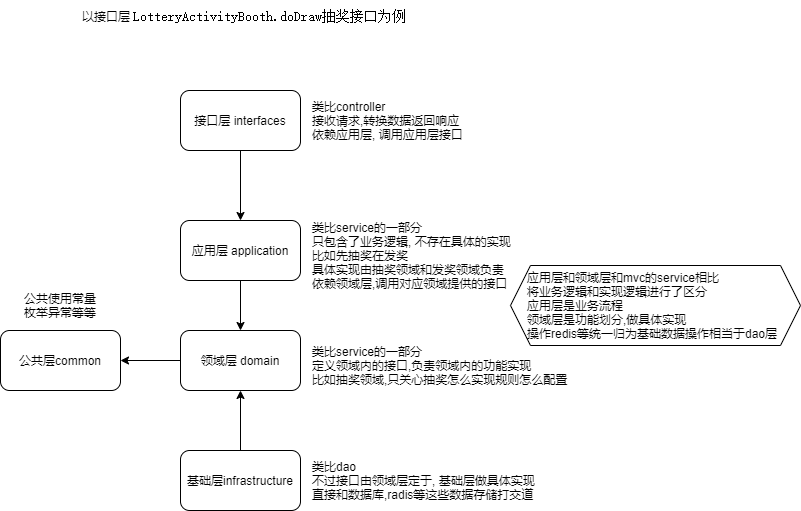 以接口层 LotteryActivityBooth.doDraw抽奖接口为例
接口层 interfaces
类比controller
接收请求,转换数据返回响应
依赖应用层, 调用应用层接口
应用层 application
类比service的一部分
只包含了业务逻辑, 不存在具体的实现
比如先抽奖在发奖
具体实现由抽奖领域和发奖领域负责
依赖领域层,调用对应领域提供的接口
应用层和领域层和mvc的service相比
将业务逻辑和实现逻辑进行了区分
应用层是业务流程
领域层是功能划分,做具体实现
操作redis等统一归为基础数据操作相当于dao层
公共使用常量
枚举异常等等
公共层common
领域层 domain
类比service的一部分
定义领域内的接口,负责领域内的功能实现
比如抽奖领域,只关心抽奖怎么实现规则怎么配置
基础层infrastructure
类比dao
不过接口由领域层定于, 基础层做具体实现
直接和数据库,radis等这些数据存储打交道